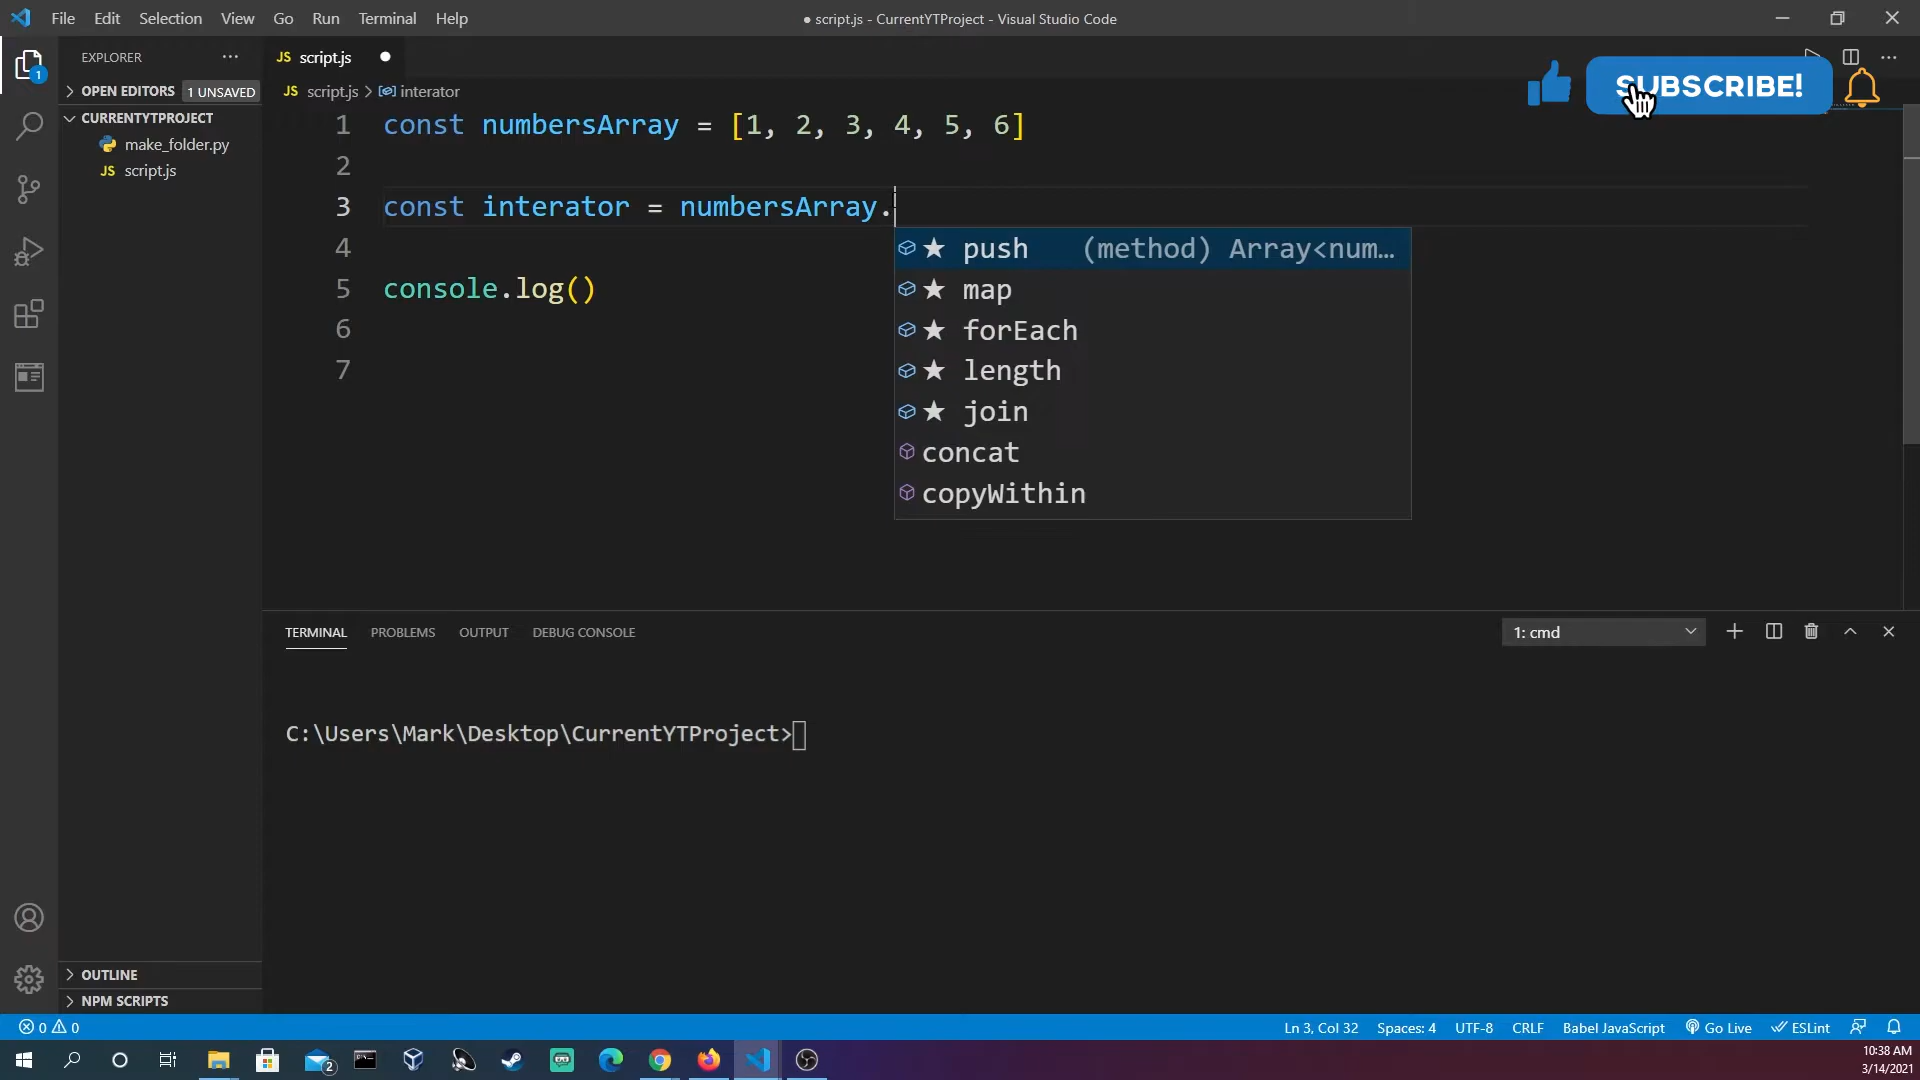 File Edit Selection View Go Run Terminal Help
● script.js - CurrentYTProject - Visual Studio Code
EXPLORER
JS script.js
SUBSCRIBE!
1
OPEN EDITORS 1 UNSAVED
JS script.js > interator
CURRENTYTPROJECT
make_folder.py
JS script.js
1 const numbersArray = [1, 2, 3, 4, 5, 6]
2
3 const interator = numbersArray.
4
5 console.log()
6
7
push (method) Array<num...
map
forEach
length
join
concat
copyWithin
TERMINAL PROBLEMS OUTPUT DEBUG CONSOLE
1: cmd
C:\Users\Mark\Desktop\CurrentYTProject>
OUTLINE
NPM SCRIPTS
0 0
Ln 3, Col 32 Spaces: 4 UTF-8 CRLF Babel JavaScript Go Live ESLint
2
10:38 AM
3/14/2021